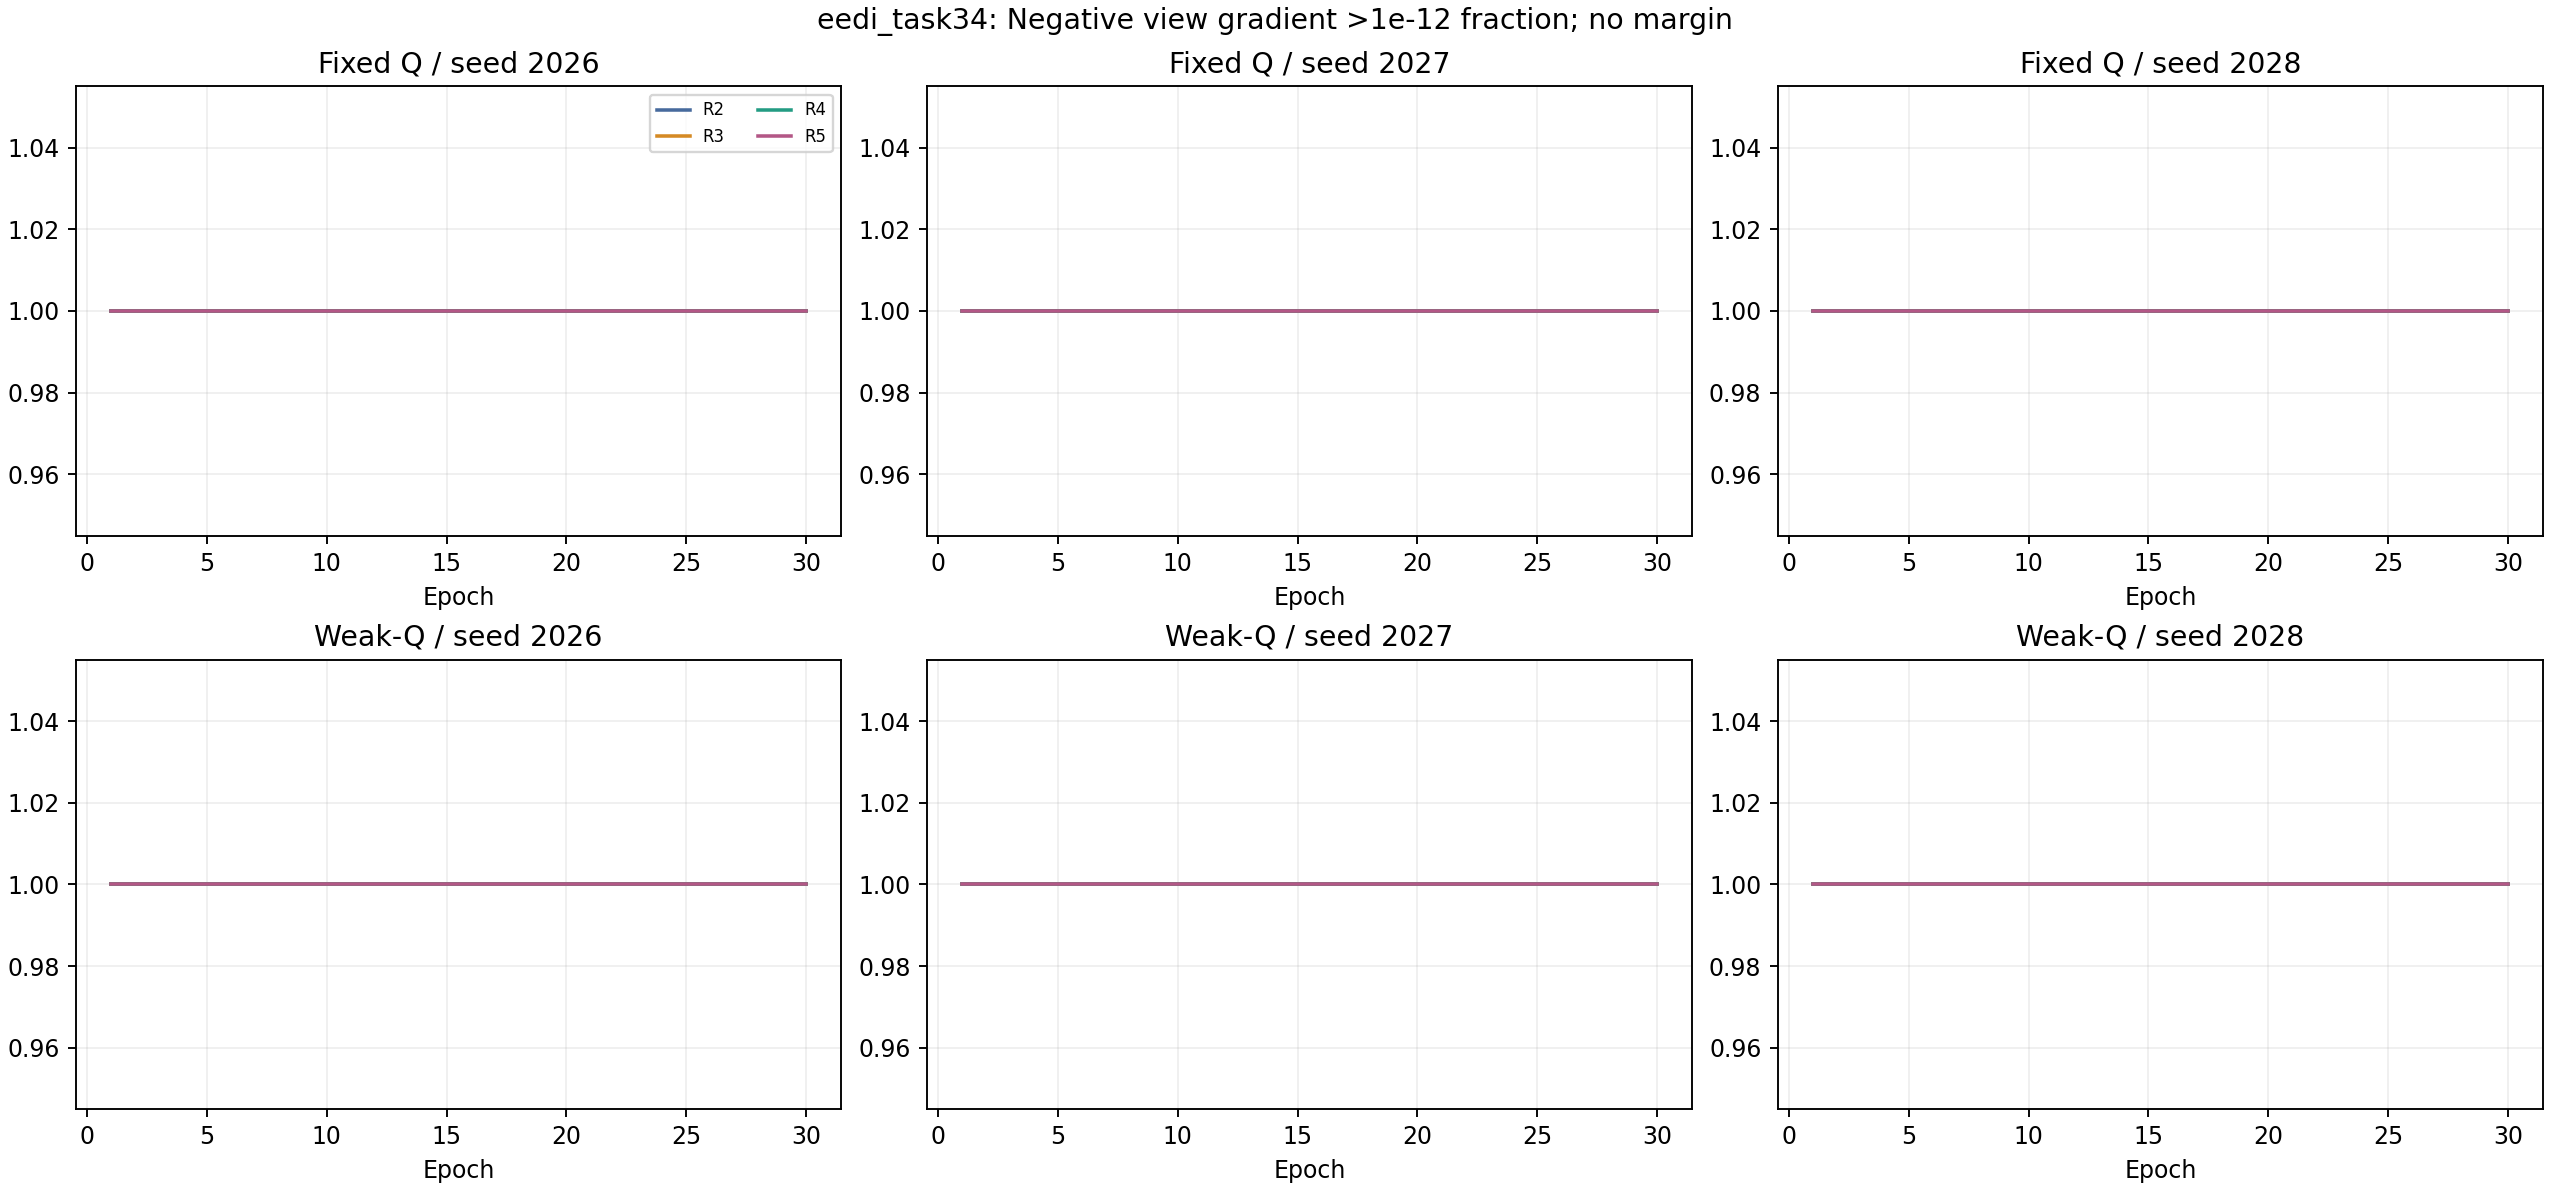 eedi_task34: Negative view gradient >1e-12 fraction; no margin
Fixed Q / seed 2026
Fixed Q / seed 2027
Fixed Q / seed 2028
R2 R4
R3 R5
1.04 1.04 1.04
1.02 1.02 1.02
1.00 1.00 1.00
0.98 0.98 0.98
0.96 0.96 0.96
0 5 10 15 20 25 30
0 5 10 15 20 25 30
0 5 10 15 20 25 30
Epoch
Epoch
Epoch
Weak-Q / seed 2026
Weak-Q / seed 2027
Weak-Q / seed 2028
1.04 1.04 1.04
1.02 1.02 1.02
1.00 1.00 1.00
0.98 0.98 0.98
0.96 0.96 0.96
0 5 10 15 20 25 30
0 5 10 15 20 25 30
0 5 10 15 20 25 30
Epoch
Epoch
Epoch